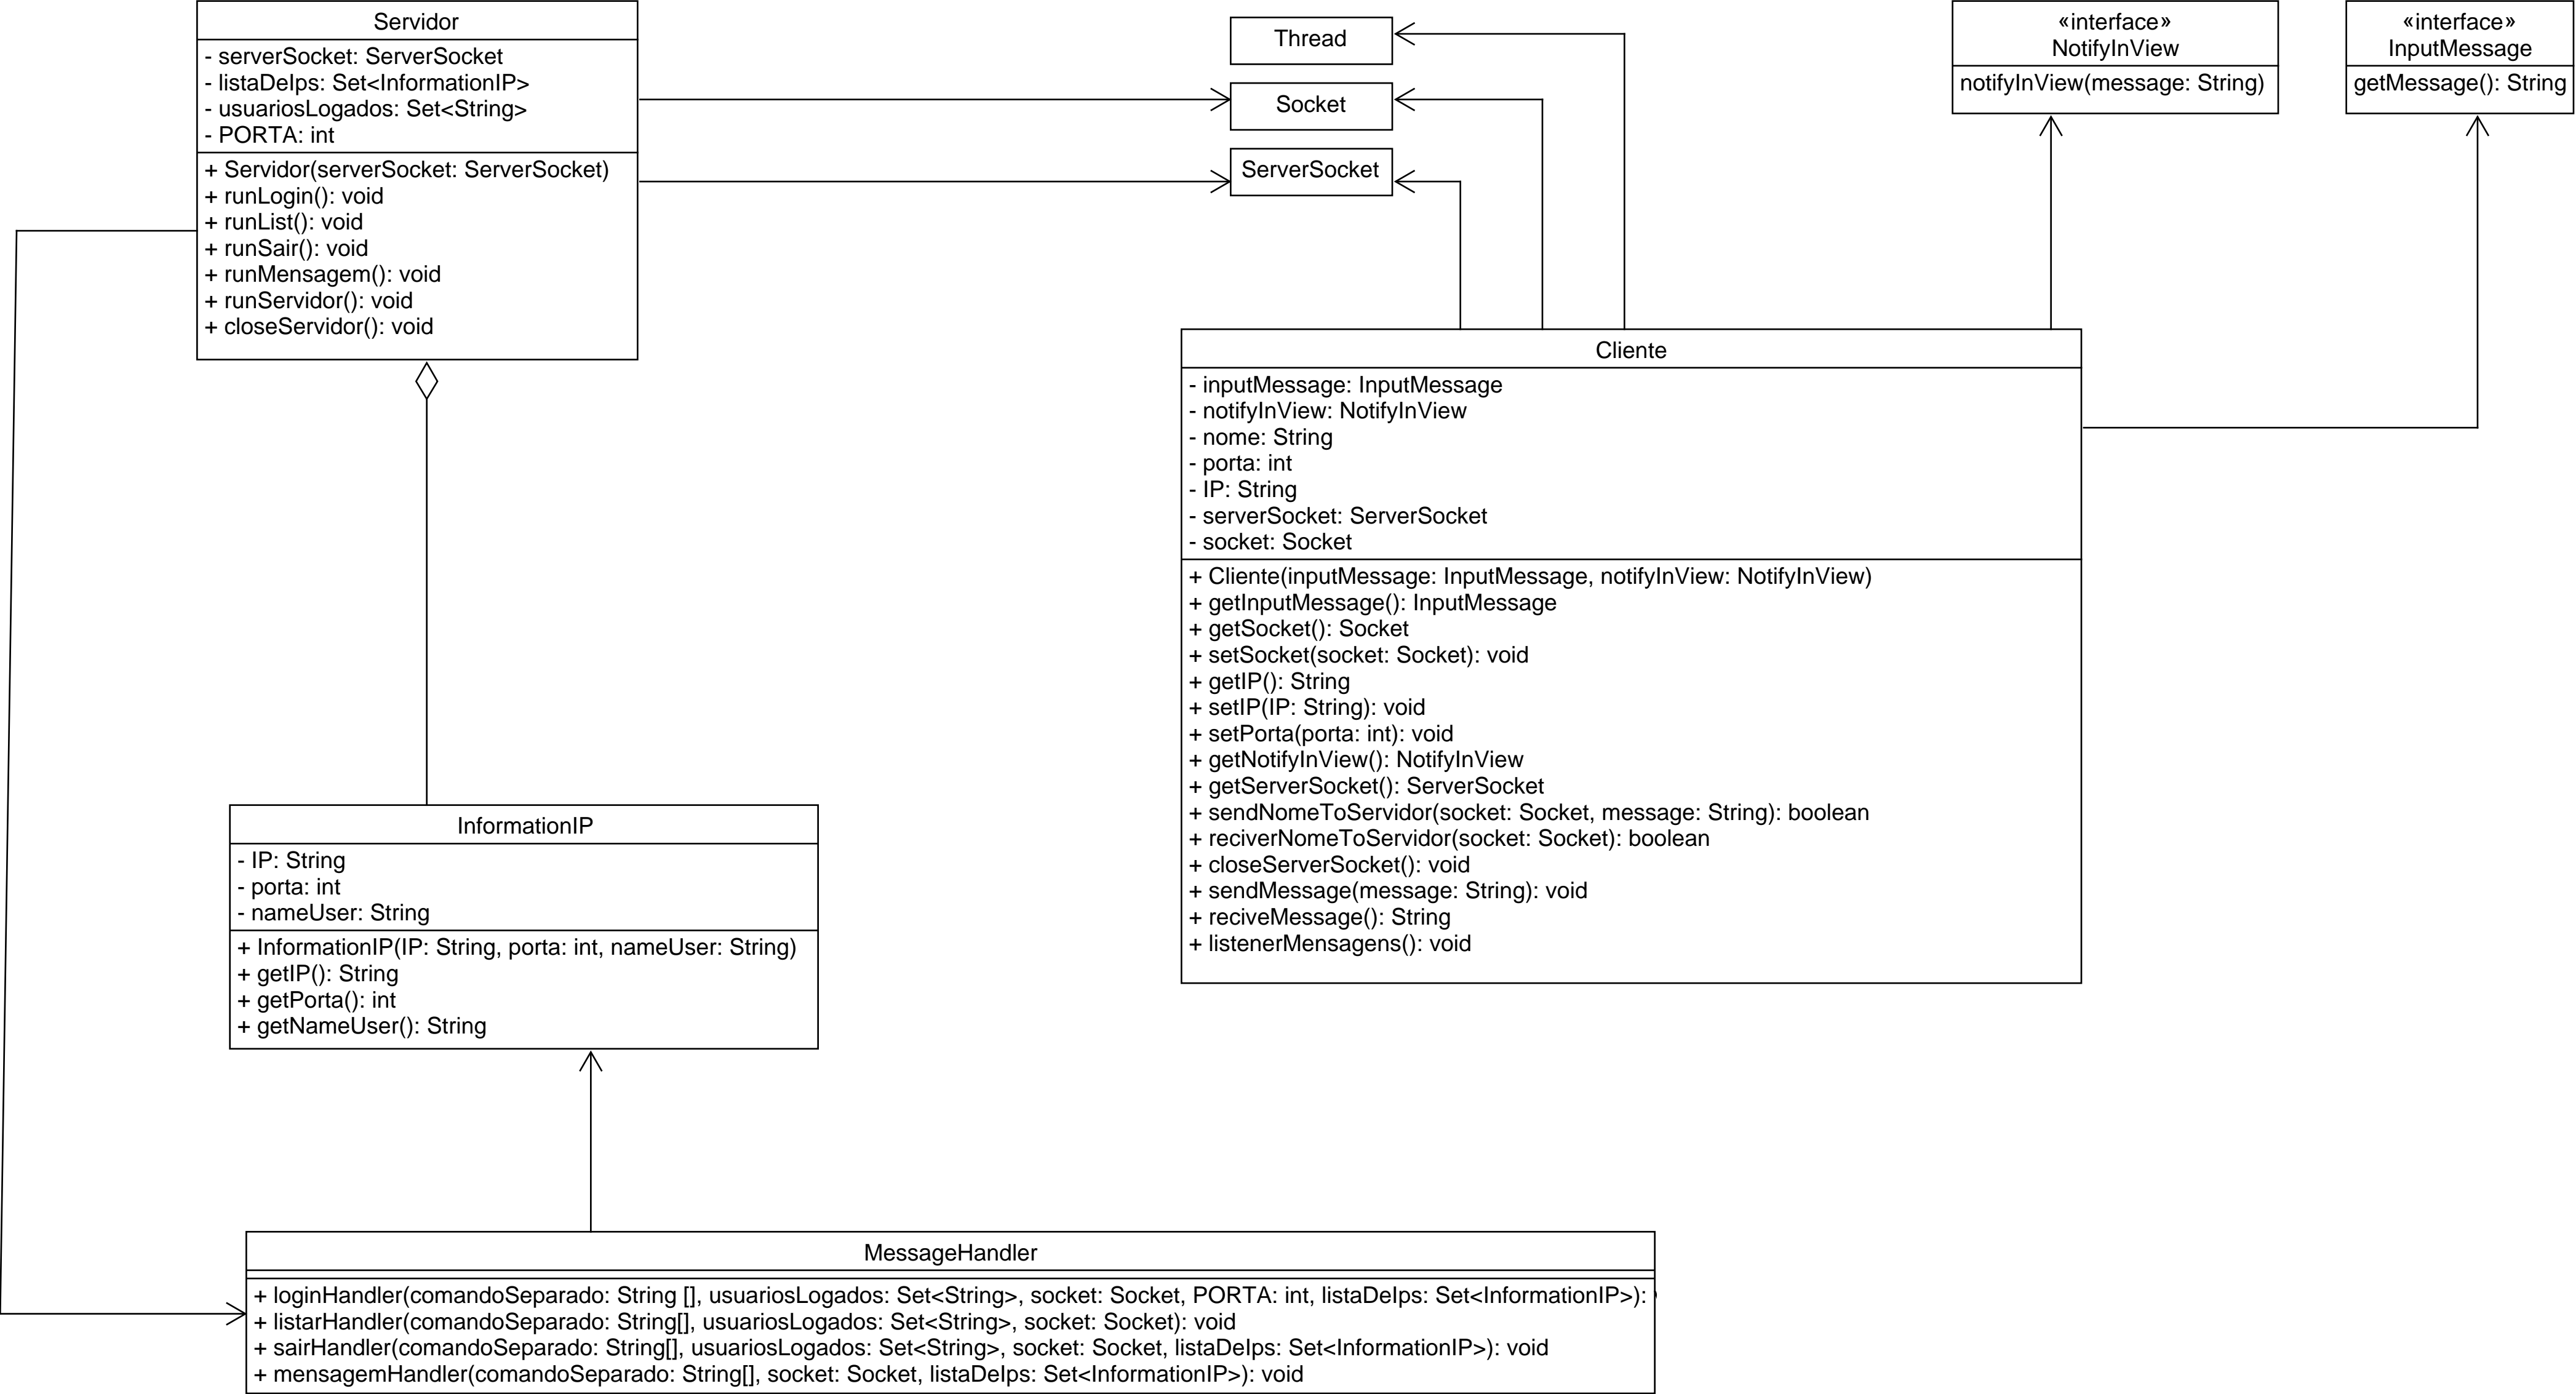 Servidor
- serverSocket: ServerSocket
- listaDeIps: Set<InformationIP>
- usuariosLogados: Set<String>
- PORTA: int
+ Servidor(serverSocket: ServerSocket)
+ runLogin(): void
+ runList(): void
+ runSair(): void
+ runMensagem(): void
+ runServidor(): void
+ closeServidor(): void
Thread
Socket
ServerSocket
«interface»
NotifyInView
notifyInView(message: String)
«interface»
InputMessage
getMessage(): String
Cliente
- inputMessage: InputMessage
- notifyInView: NotifyInView
- nome: String
- porta: int
- IP: String
- serverSocket: ServerSocket
- socket: Socket
+ Cliente(inputMessage: InputMessage, notifyInView: NotifyInView)
+ getInputMessage(): InputMessage
+ getSocket(): Socket
+ setSocket(socket: Socket): void
+ getIP(): String
+ setIP(IP: String): void
+ setPorta(porta: int): void
+ getNotifyInView(): NotifyInView
+ getServerSocket(): ServerSocket
+ sendNomeToServidor(socket: Socket, message: String): boolean
+ reciverNomeToServidor(socket: Socket): boolean
+ closeServerSocket(): void
+ sendMessage(message: String): void
+ reciveMessage(): String
+ listenerMensagens(): void
InformationIP
- IP: String
- porta: int
- nameUser: String
+ InformationIP(IP: String, porta: int, nameUser: String)
+ getIP(): String
+ getPorta(): int
+ getNameUser(): String
MessageHandler
+ loginHandler(comandoSeparado: String [], usuariosLogados: Set<String>, socket: Socket, PORTA: int, listaDeIps: Set<InformationIP>):
+ listarHandler(comandoSeparado: String[], usuariosLogados: Set<String>, socket: Socket): void
+ sairHandler(comandoSeparado: String[], usuariosLogados: Set<String>, socket: Socket, listaDeIps: Set<InformationIP>): void
+ mensagemHandler(comandoSeparado: String[], socket: Socket, listaDeIps: Set<InformationIP>): void